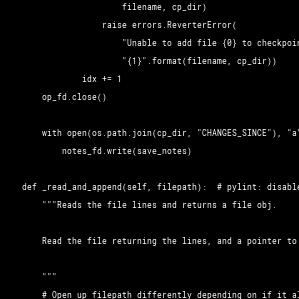 filename, cp_dir)
raise errors.ReverterError(
"Unable to add file {0} to checkpoin
"{1}".format(filename, cp_dir))
idx += 1
op_fd.close()
with open(os.path.join(cp_dir, "CHANGES_SINCE"), "a"
notes_fd.write(save_notes)
def _read_and_append(self, filepath):  # pylint: disable
"""Reads the file lines and returns a file obj.
Read the file returning the lines, and a pointer to
"""
# Open up filepath differently depending on if it al